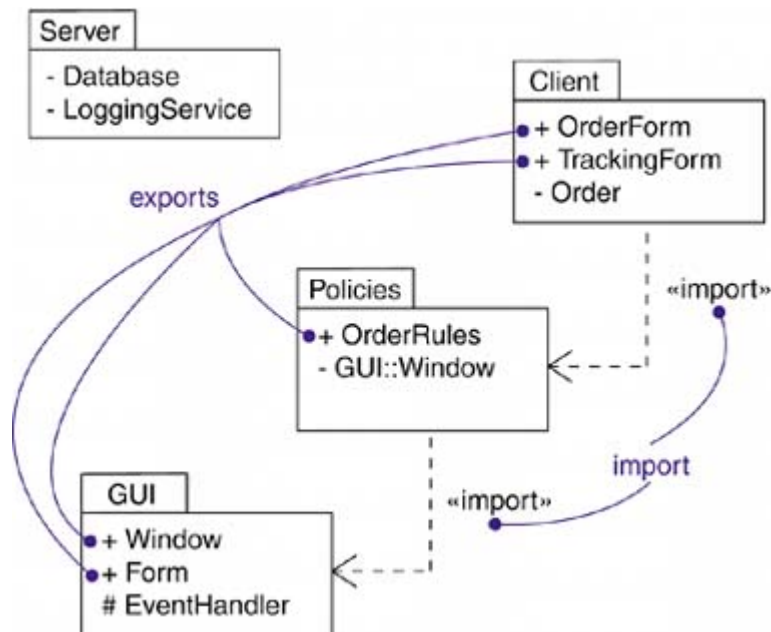 Server
- Database
- LoggingService
Client
+ OrderForm
+ TrackingForm
- Order
exports
Policies
+ OrderRules
- GUI::Window
«import»
import
«import»
GUI
+ Window
+ Form
# EventHandler